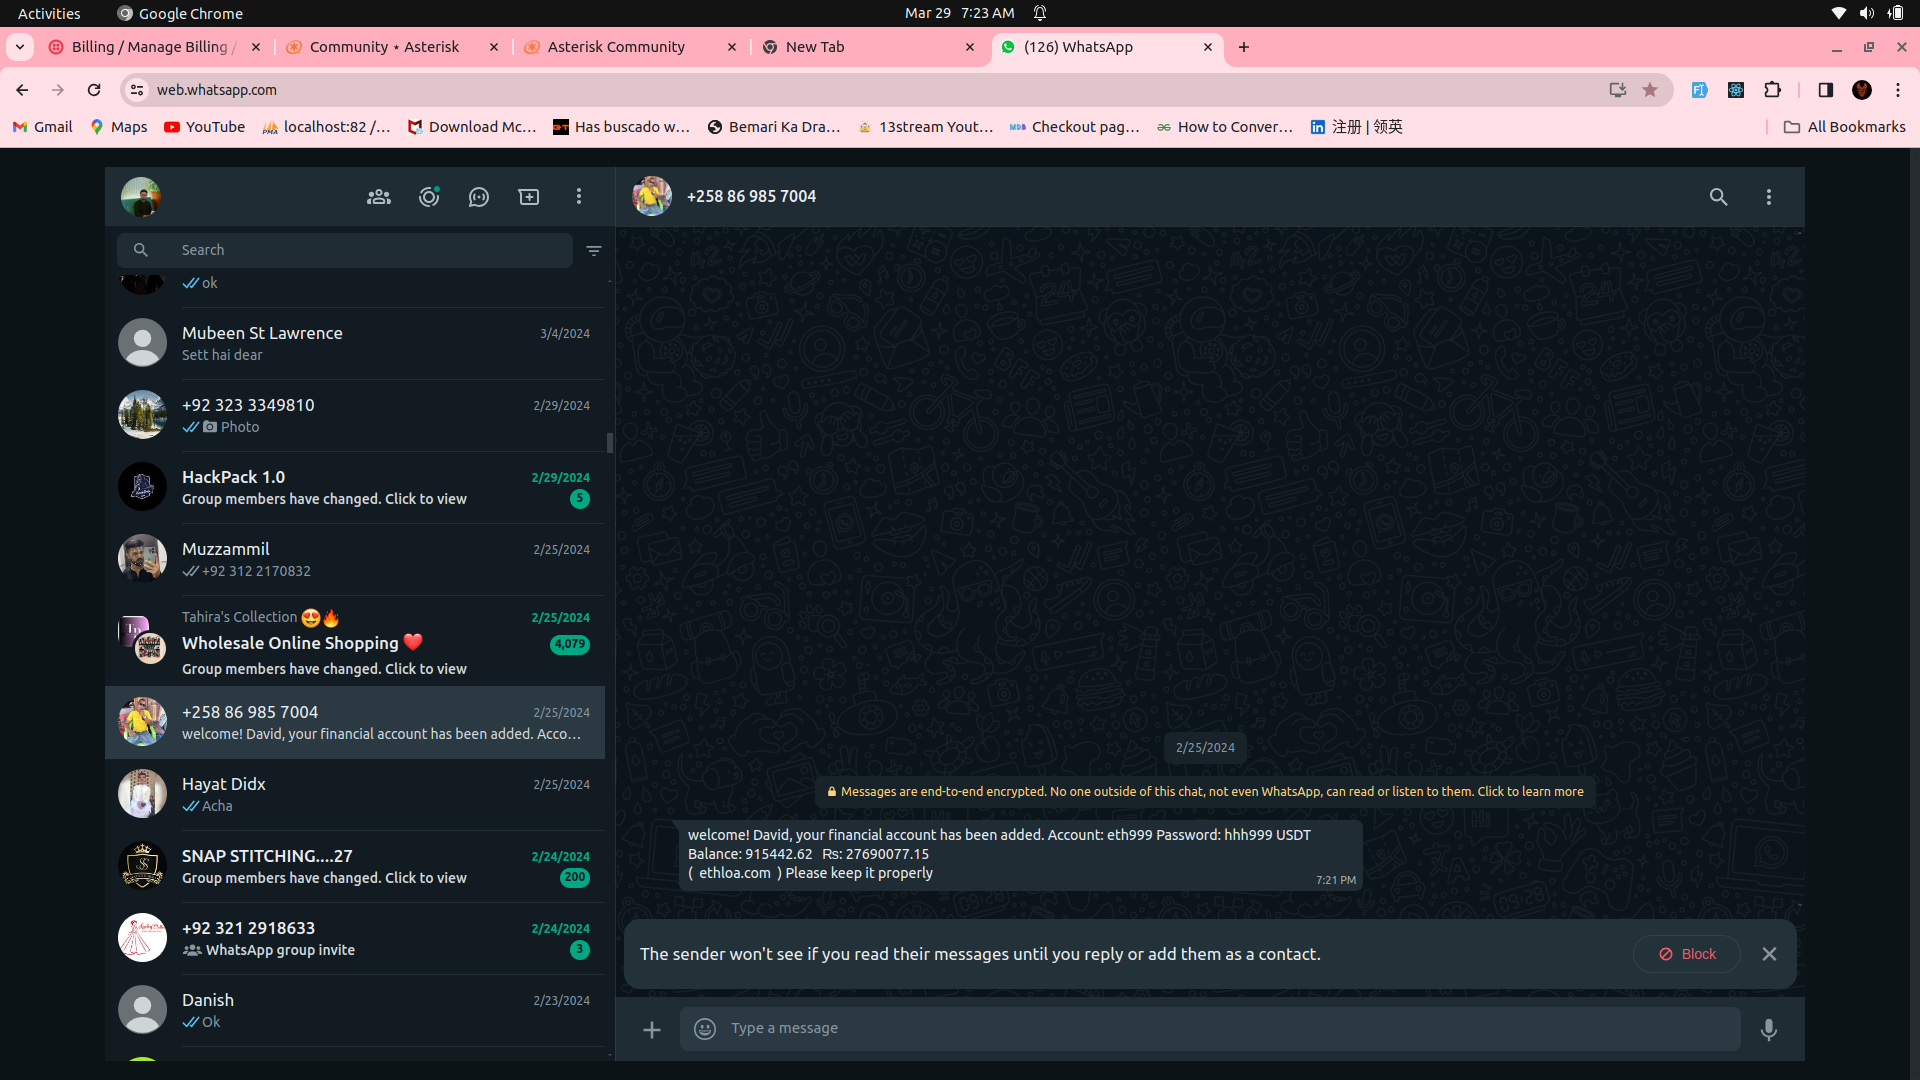 Activities
Google Chrome
Mar 29 7:23 AM
Billing / Manage Billing /
Community ⋆ Asterisk
Asterisk Community
New Tab
(126) WhatsApp
web.whatsapp.com
Gmail
Maps
YouTube
localhost:82 /…
Download Mc…
Has buscado w…
Bemari Ka Dra…
13stream Yout…
Checkout pag…
How to Conver…
注册 | 领英
All Bookmarks
Search
ok
Mubeen St Lawrence 3/4/2024
Sett hai dear
+92 323 3349810 2/29/2024
Photo
HackPack 1.0 2/29/2024
Group members have changed. Click to view 5
Muzzammil 2/25/2024
+92 312 2170832
Tahira's Collection 😍🔥 2/25/2024
Wholesale Online Shopping ❤️ 4,079
Group members have changed. Click to view
+258 86 985 7004 2/25/2024
welcome! David, your financial account has been added. Acco…
Hayat Didx 2/25/2024
Acha
SNAP STITCHING....27 2/24/2024
Group members have changed. Click to view 200
+92 321 2918633 2/24/2024
WhatsApp group invite 3
Danish 2/23/2024
Ok
+258 86 985 7004
2/25/2024
Messages are end-to-end encrypted. No one outside of this chat, not even WhatsApp, can read or listen to them. Click to learn more
welcome! David, your financial account has been added. Account: eth999 Password: hhh999 USDT
Balance: 915442.62 Rs: 27690077.15
( ethloa.com ) Please keep it properly
7:21 PM
The sender won't see if you read their messages until you reply or add them as a contact.
Block
Type a message